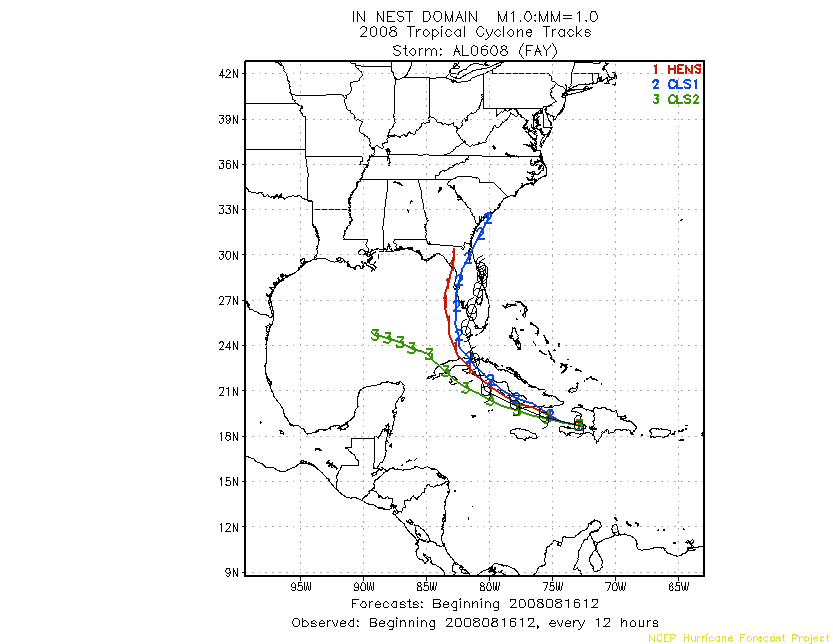 IN NEST DOMAIN M1.0:MM=1.0
2008 Tropical Cyclone Tracks
Storm: AL0608 (FAY)
1 HENS
2 CLS1
3 CLS2
42N
39N
36N
33N
30N
27N
24N
21N
18N
15N
12N
9N
95W 90W 85W 80W 75W 70W 65W
Forecasts: Beginning 2008081612
Observed: Beginning 2008081612, every 12 hours
NCEP Hurricane Forecast Project